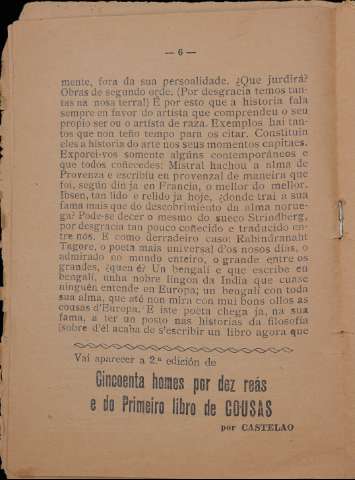 — 6 —
mente, fora da sua persoalidade. ¿Que jurdirá?
Obras de segundo orde. (Por desgracia temos tan-
tas na nosa terra!) E por esto que a historia fala
sempre en favor do artista que comprendeu o seu
propio ser ou o artista de raza. Exemplos hai tan-
tos que non teño tempo para os citar. Constituín
eles a historia do arte nos seus momentos capitaes.
Exporei-vos somente algúns contemporáneos e
que todos coñecedes: Mistral hachou a alma de
Provenza e escribiu en provenzal de maneira que
foi, según din ja en Francia, o mellor do mellor.
Ibsen, tan lido e relido ja hoje, ¿donde trai a sua
fama mais que do descobrimento da alma norue-
ga? Pode-se decer o mesmo do sueco Strindberg,
por desgracia tan pouco coñecido e traducido en-
tre nós. E como derradeiro caso: Rabindramaht
Tagore, o poeta mais universal d'os nosos días, o
admirado no mundo enteiro, o grande entre os
grandes, ¿quen é? Un bengalí e que escribe en
bengalí, unha nobre lingoa da India que cuase
ninguén entende en Europa; un bengalí con toda
sua alma, que até non mira con mui bons ollos as
cousas d'Europa. E iste poeta chega ja, na sua
fama, a ter un posto nas historias da filosofía
(sobre d'él acaba de s'escribir un libro agora que
Vai aparecer a 2.ª edición de
Cincoenta homes por dez reás
e do Primeiro libro de COUSAS
por CASTELAO